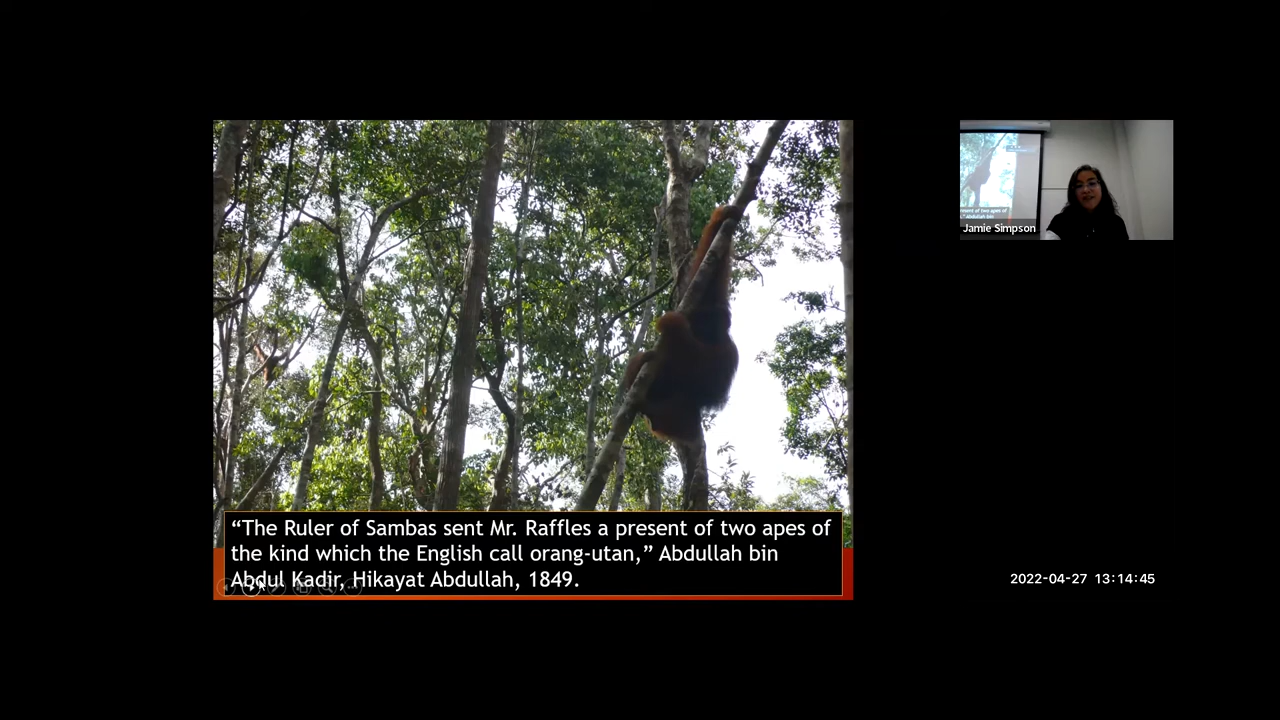 “The Ruler of Sambas sent Mr. Raffles a present of two apes of
the kind which the English call orang-utan,” Abdullah bin
Abdul Kadir, Hikayat Abdullah, 1849.
Jamie Simpson
2022-04-27 13:14:45